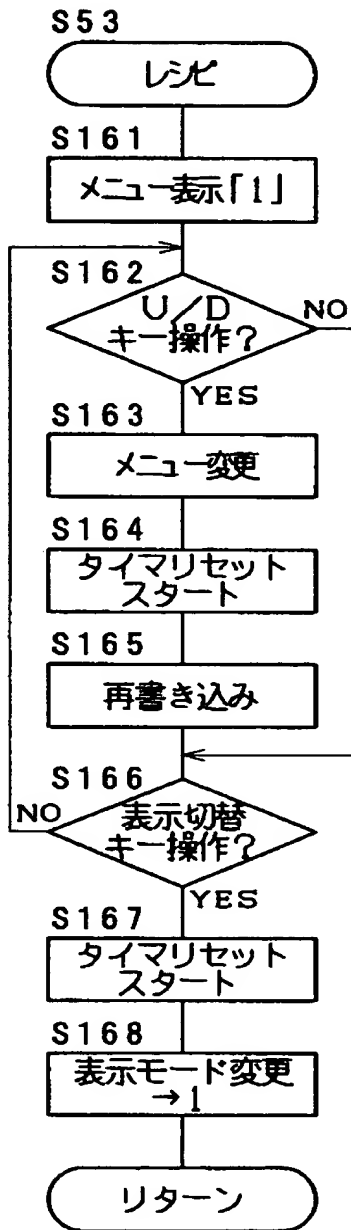 S53
レシピ
S161
メニュー表示「1」
S162
U／D
キー操作？
NO
YES
S163
メニュー変更
S164
タイマリセット
スタート
S165
再書き込み
S166
NO
表示切替
キー操作？
YES
S167
タイマリセット
スタート
S168
表示モード変更
→1
リターン